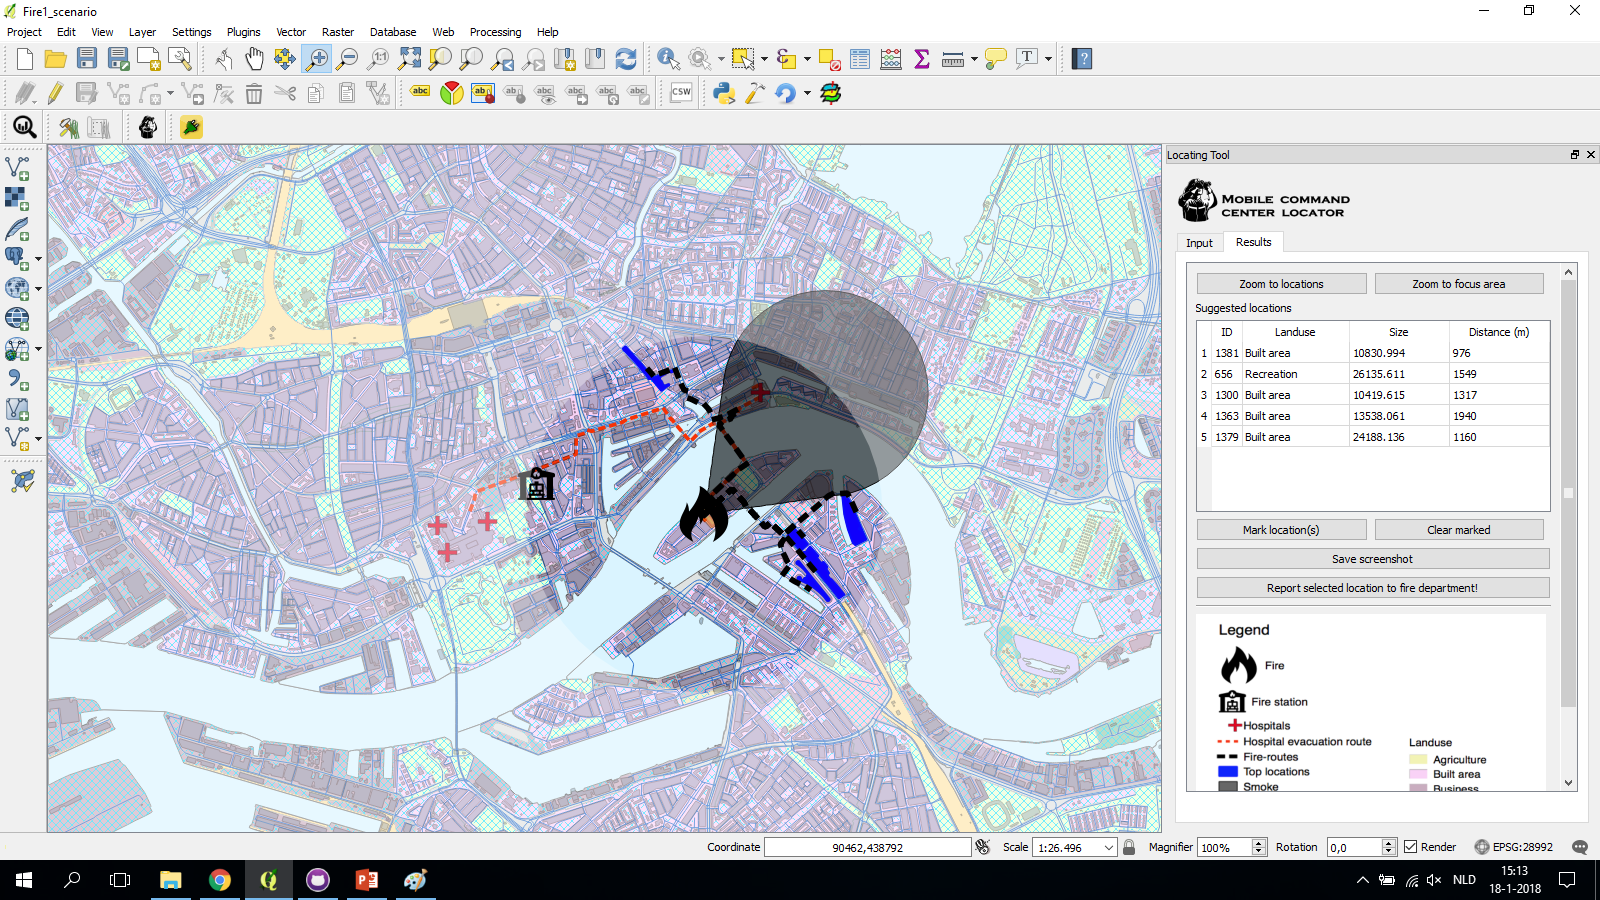 Fire1_scenario
Project Edit View Layer Settings Plugins Vector Raster Database Web Processing Help
abc
CSW
Locating Tool
MOBILE COMMAND
CENTER LOCATOR
Input Results
Zoom to locations Zoom to focus area
Suggested locations
ID Landuse Size Distance (m)
1 1381 Built area 10830.994 976
2 656 Recreation 26135.611 1549
3 1300 Built area 10419.615 1317
4 1363 Built area 13538.061 1940
5 1379 Built area 24188.136 1160
Mark location(s) Clear marked
Save screenshot
Report selected location to fire department!
Legend
Fire
Fire station
Hospitals
Hospital evacuation route Landuse
Fire-routes Agriculture
Top locations Built area
Smoke Business
Coordinate 90462,438792 Scale 1:26.496 Magnifier 100% Rotation 0,0 Render EPSG:28992
NLD 15:13
18-1-2018